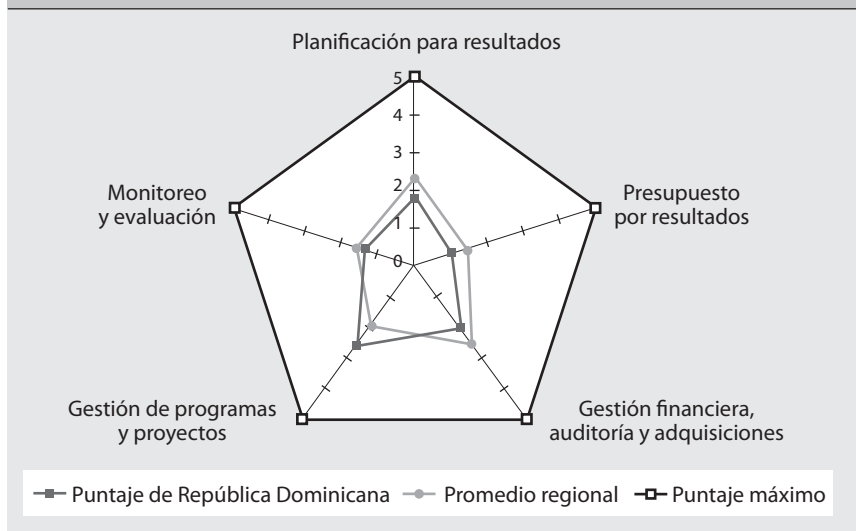 Planificación para resultados
5
4
3
2
1
0
Monitoreo
y evaluación
Presupuesto
por resultados
Gestión de programas
y proyectos
Gestión financiera,
auditoría y adquisiciones
Puntaje de República Dominicana Promedio regional Puntaje máximo